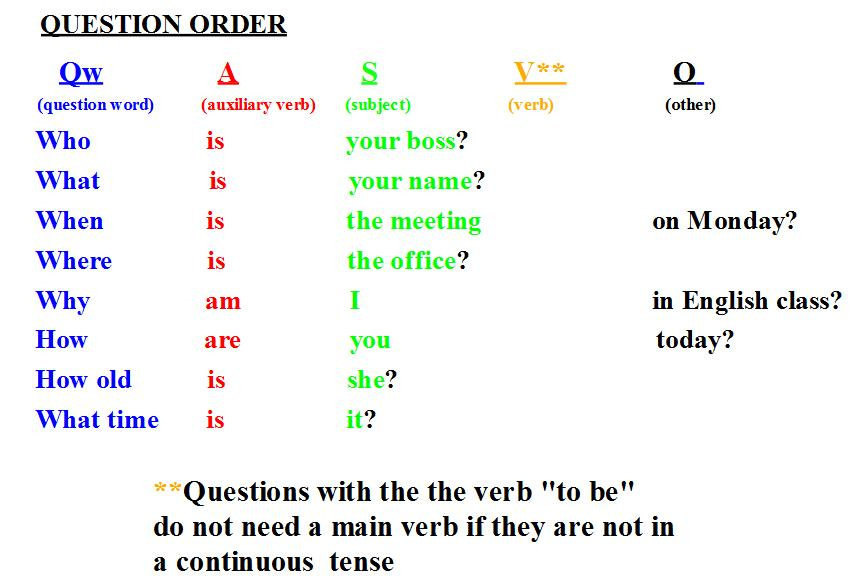 QUESTION ORDER
Qw A S V** O
(question word) (auxiliary verb) (subject) (verb) (other)
Who is your boss?
What is your name?
When is the meeting on Monday?
Where is the office?
Why am I in English class?
How are you today?
How old is she?
What time is it?
**Questions with the the verb "to be"
do not need a main verb if they are not in
a continuous tense